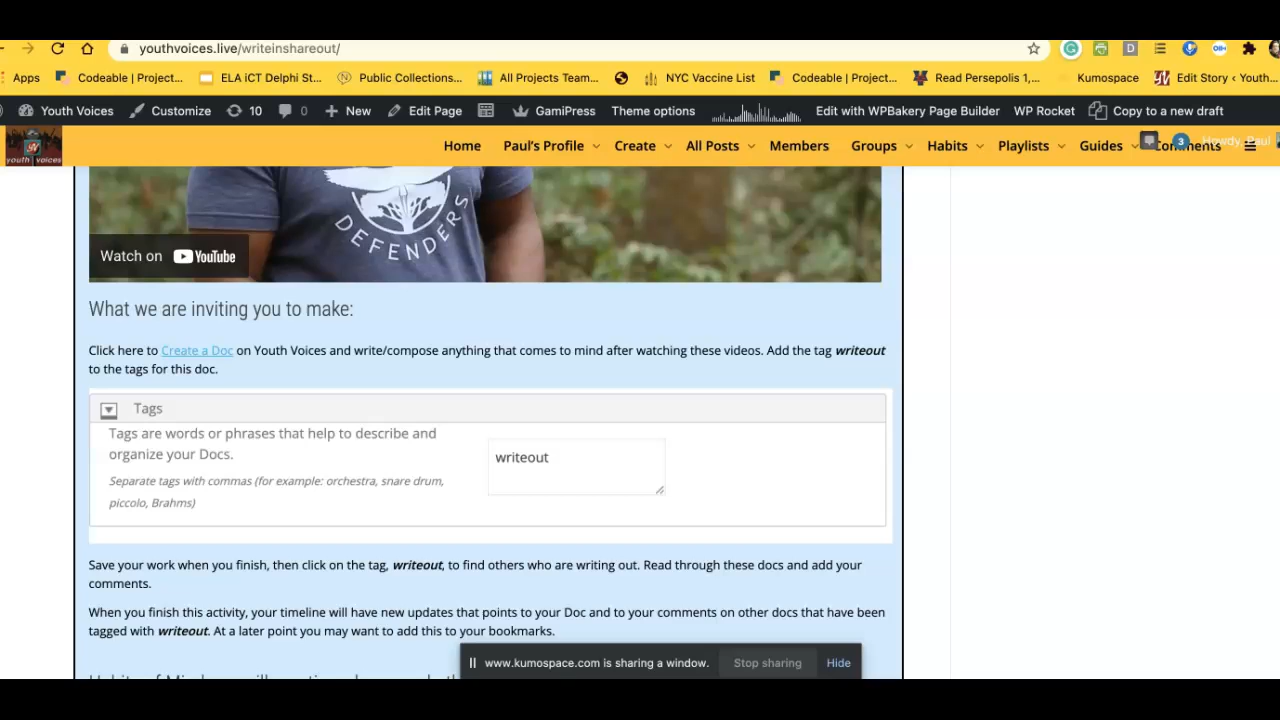 youthvoices.live/writeinshareout/
Apps Codeable | Project... ELA iCT Delphi St... Public Collections... All Projects Team... NYC Vaccine List Codeable | Project... Read Persepolis 1,... Kumospace Edit Story ‹ Youth...
Youth Voices Customize 10 0 + New Edit Page GamiPress Theme options Edit with WPBakery Page Builder WP Rocket Copy to a new draft
youth voices Home Paul's Profile Create All Posts Members Groups Habits Playlists Guides Comments 3 Howdy, Paul
DEFENDERS
Watch on YouTube
What we are inviting you to make:
Click here to Create a Doc on Youth Voices and write/compose anything that comes to mind after watching these videos. Add the tag writeout
to the tags for this doc.
Tags
Tags are words or phrases that help to describe and
organize your Docs.
writeout
Separate tags with commas (for example: orchestra, snare drum,
piccolo, Brahms)
Save your work when you finish, then click on the tag, writeout, to find others who are writing out. Read through these docs and add your
comments.
When you finish this activity, your timeline will have new updates that points to your Doc and to your comments on other docs that have been
tagged with writeout. At a later point you may want to add this to your bookmarks.
www.kumospace.com is sharing a window. Stop sharing Hide